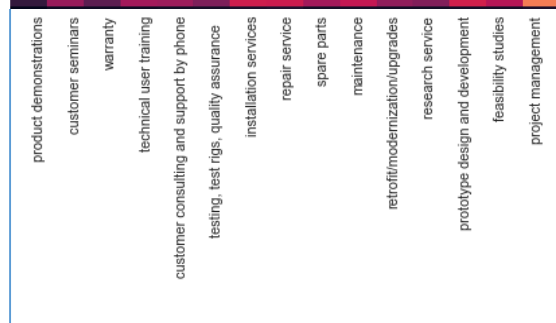 product demonstrations
customer seminars
warranty
technical user training
customer consulting and support by phone
testing, test rigs, quality assurance
installation services
repair service
spare parts
maintenance
retrofit/modernization/upgrades
research service
prototype design and development
feasibility studies
project management